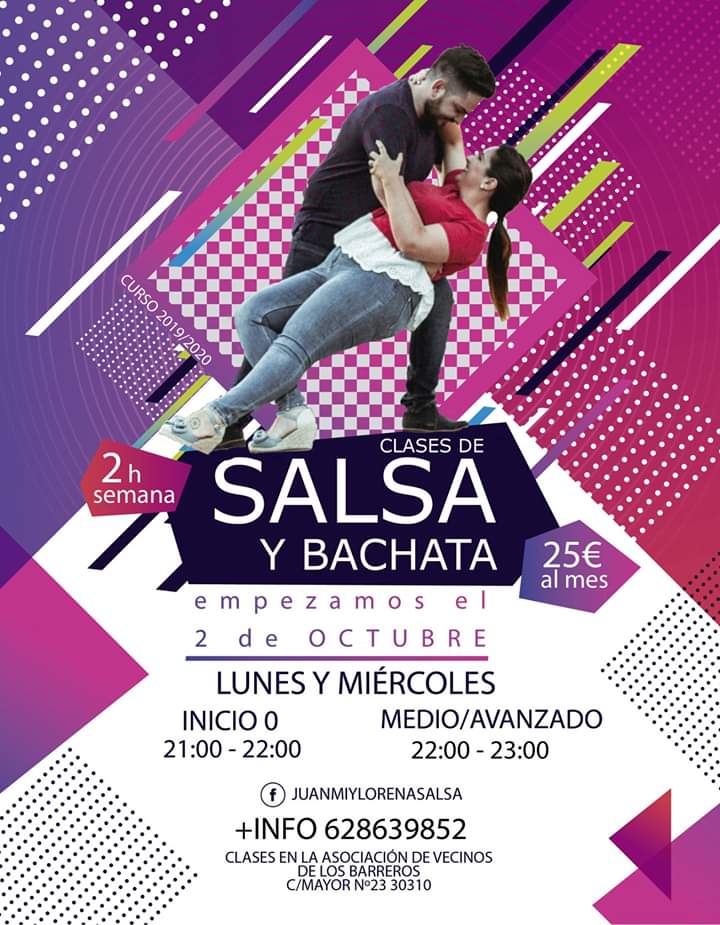 CURSO 2019/2020
CLASES DE
SALSA
Y BACHATA
2 h
semana
25€
al mes
empezamos el
2 de OCTUBRE
LUNES Y MIÉRCOLES
INICIO 0
21:00 - 22:00
MEDIO/AVANZADO
22:00 - 23:00
f JUANMIYLORENASALSA
+INFO 628639852
CLASES EN LA ASOCIACIÓN DE VECINOS
DE LOS BARREROS
C/MAYOR Nº23 30310